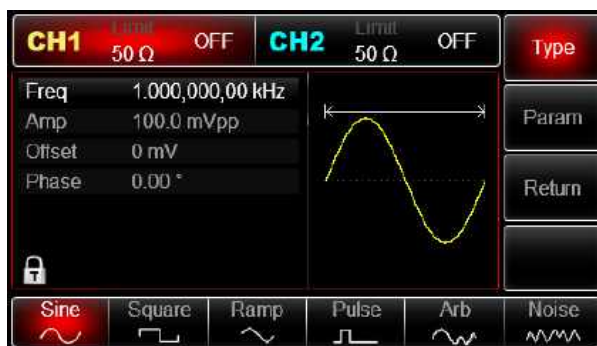 CH1 Limit 50 Ω OFF CH2 Limit 50 Ω OFF Type
Freq 1.000,000,00 kHz
Amp 100.0 mVpp
Param
Offset 0 mV
Phase 0.00 °
Return
Sine Square Ramp Pulse Arb Noise